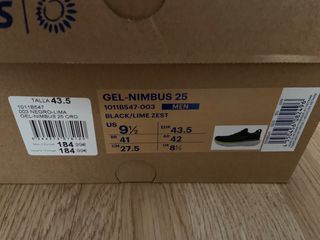 S
TALLA 43.5
1011B547
003 NEGRO-LIMA
GEL-NIMBUS 25 CRO
184.99€
184.99€
GEL-NIMBUS 25
1011B547-003 MEN
BLACK/LIME ZEST
US 9½ EUR 43.5
BR 41 AR 42
CM 27.5 UK 8½